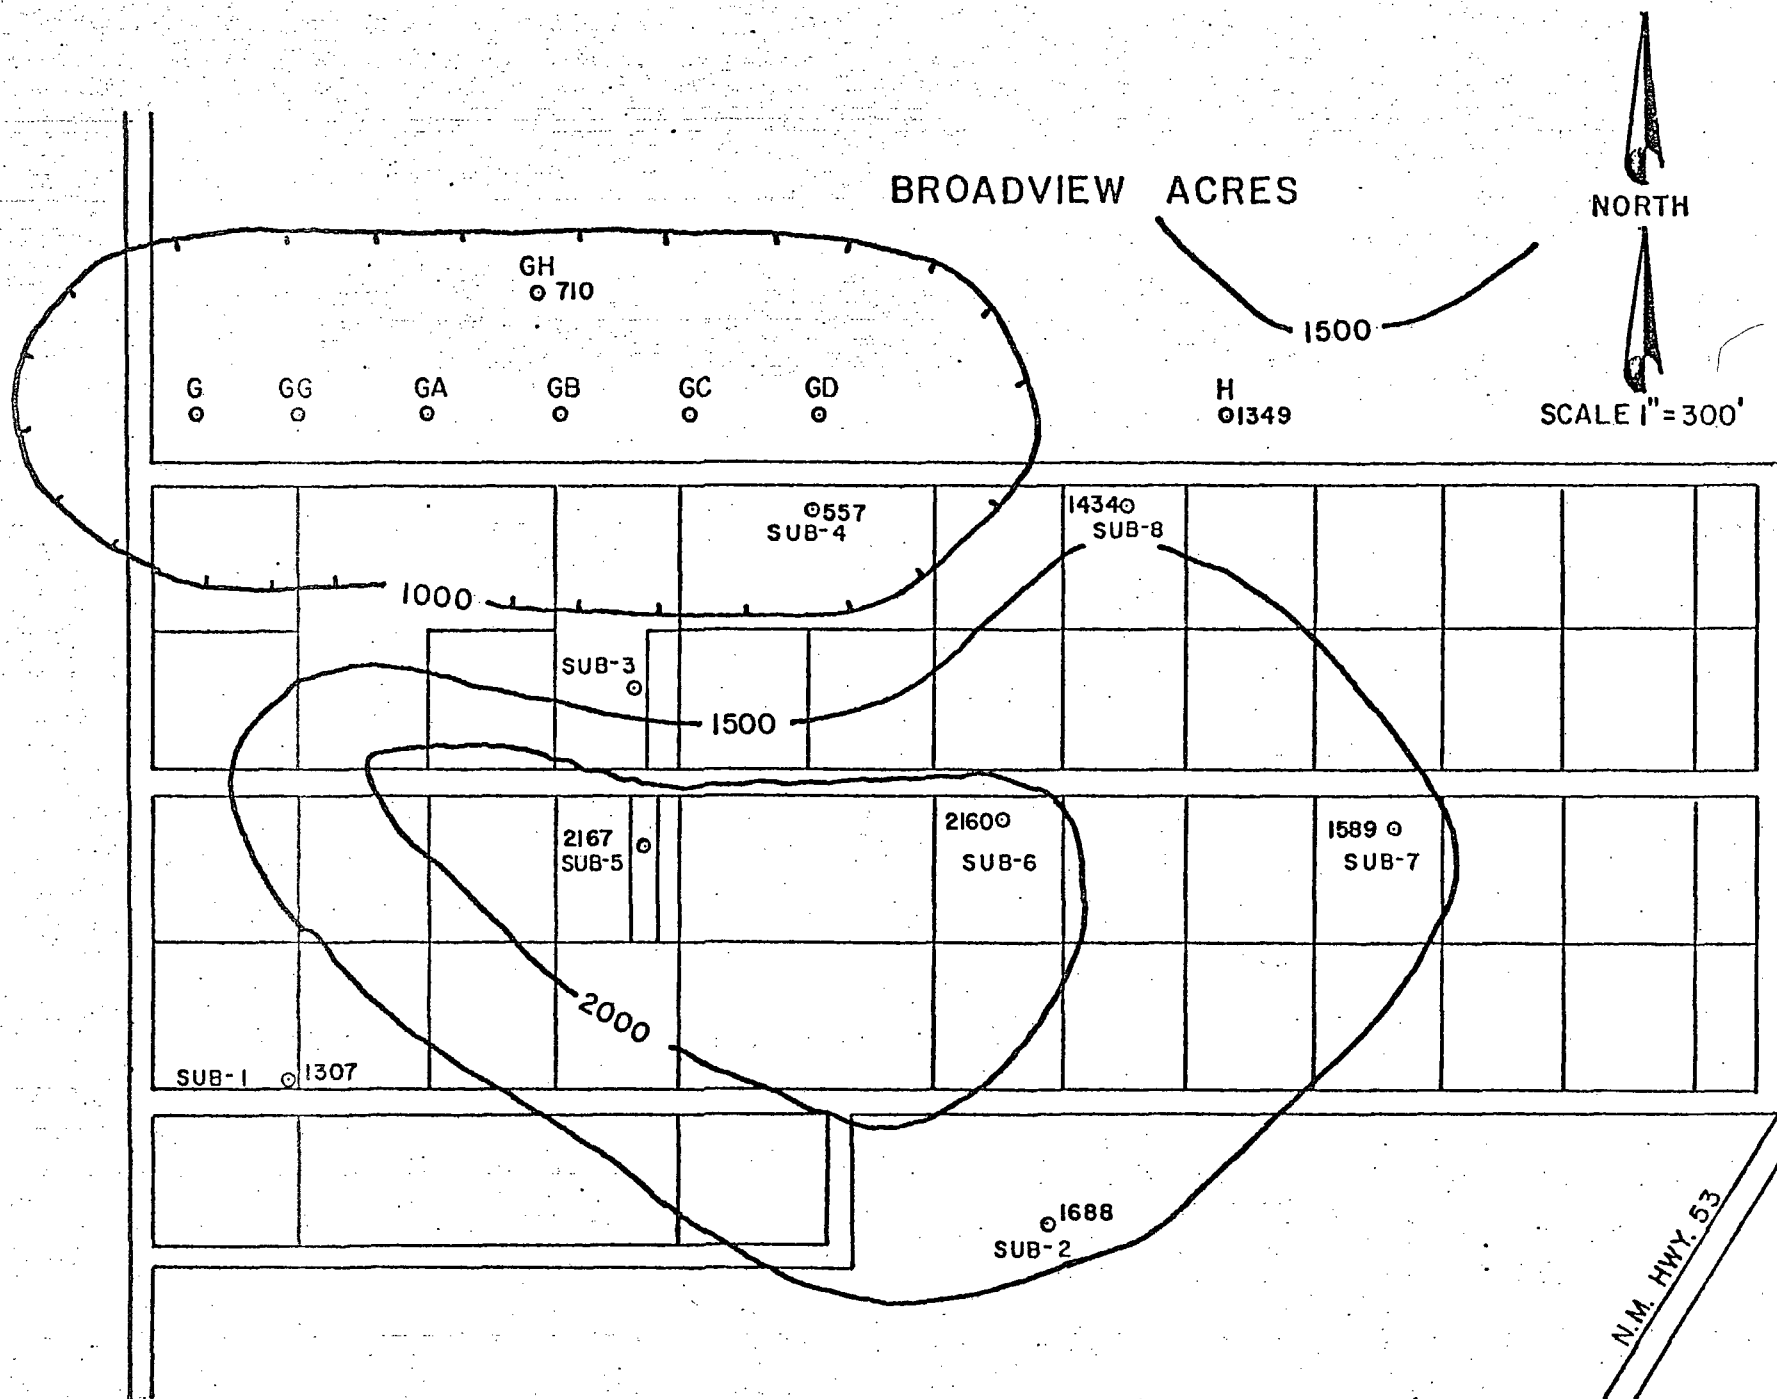 BROADVIEW ACRES
NORTH
GH
710
1500
G GG GA GB GC GD H
1349
SCALE 1"=300'
557
SUB-4
1434
SUB-8
1000
SUB-3
1500
2167
SUB-5
2160
SUB-6
1589
SUB-7
2000
SUB-1 1307
1688
SUB-2
N.M. HWY. 53